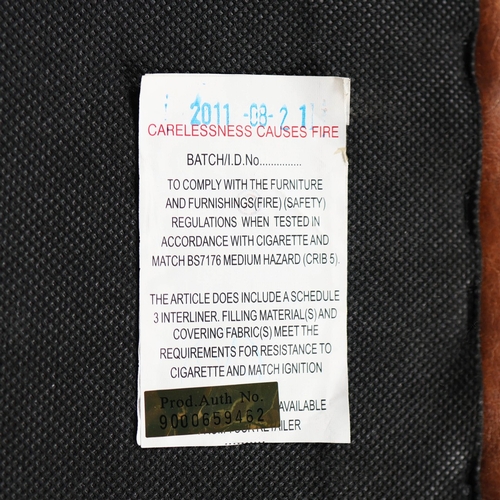 2011 -08- 21
CARELESSNESS CAUSES FIRE
BATCH/I.D.No..............
TO COMPLY WITH THE FURNITURE
AND FURNISHINGS(FIRE) (SAFETY)
REGULATIONS WHEN TESTED IN
ACCORDANCE WITH CIGARETTE AND
MATCH BS7176 MEDIUM HAZARD (CRIB 5).
THE ARTICLE DOES INCLUDE A SCHEDULE
3 INTERLINER. FILLING MATERIAL(S) AND
COVERING FABRIC(S) MEET THE
REQUIREMENTS FOR RESISTANCE TO
CIGARETTE AND MATCH IGNITION
Prod.Auth No.
AVAILABLE
9000659462